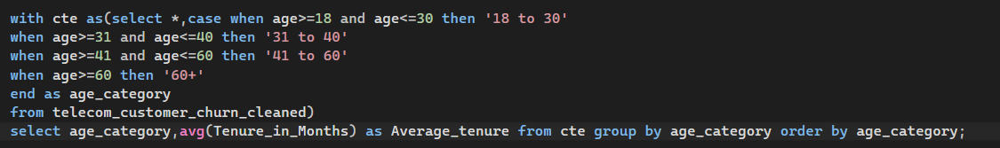 with cte as(select *,case when age>=18 and age<=30 then '18 to 30'
when age>=31 and age<=40 then '31 to 40'
when age>=41 and age<=60 then '41 to 60'
when age>=60 then '60+'
end as age_category
from telecom_customer_churn_cleaned)
select age_category,avg(Tenure_in_Months) as Average_tenure from cte group by age_category order by age_category;